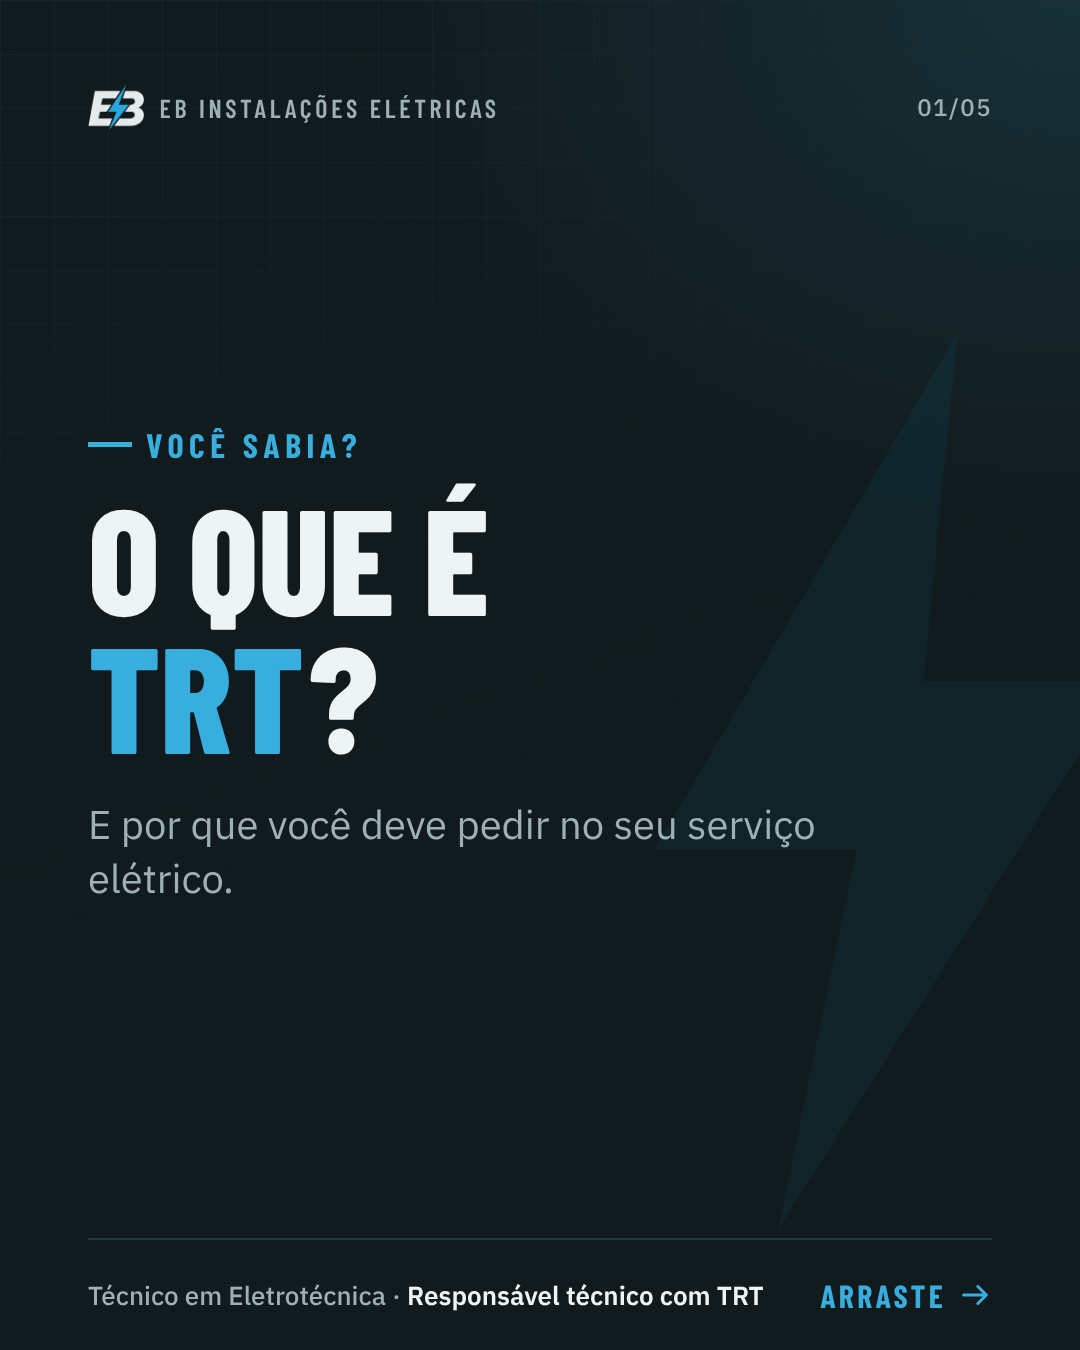 EB EB INSTALAÇÕES ELÉTRICAS
01/05
VOCÊ SABIA?
O QUE É
TRT?
E por que você deve pedir no seu serviço
elétrico.
Técnico em Eletrotécnica · Responsável técnico com TRT
ARRASTE →